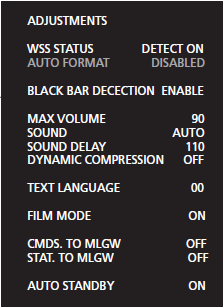 ADJUSTMENTS
WSS STATUS DETECT ON
AUTO FORMAT DISABLED
BLACK BAR DECECTION ENABLE
MAX VOLUME 90
SOUND AUTO
SOUND DELAY 110
DYNAMIC COMPRESSION OFF
TEXT LANGUAGE 00
FILM MODE ON
CMDS. TO MLGW OFF
STAT. TO MLGW OFF
AUTO STANDBY ON